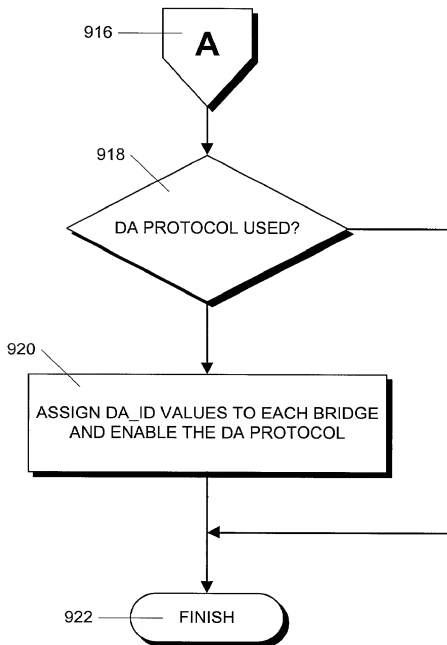 916
A
918
DA PROTOCOL USED?
920
ASSIGN DA_ID VALUES TO EACH BRIDGE
AND ENABLE THE DA PROTOCOL
922
FINISH